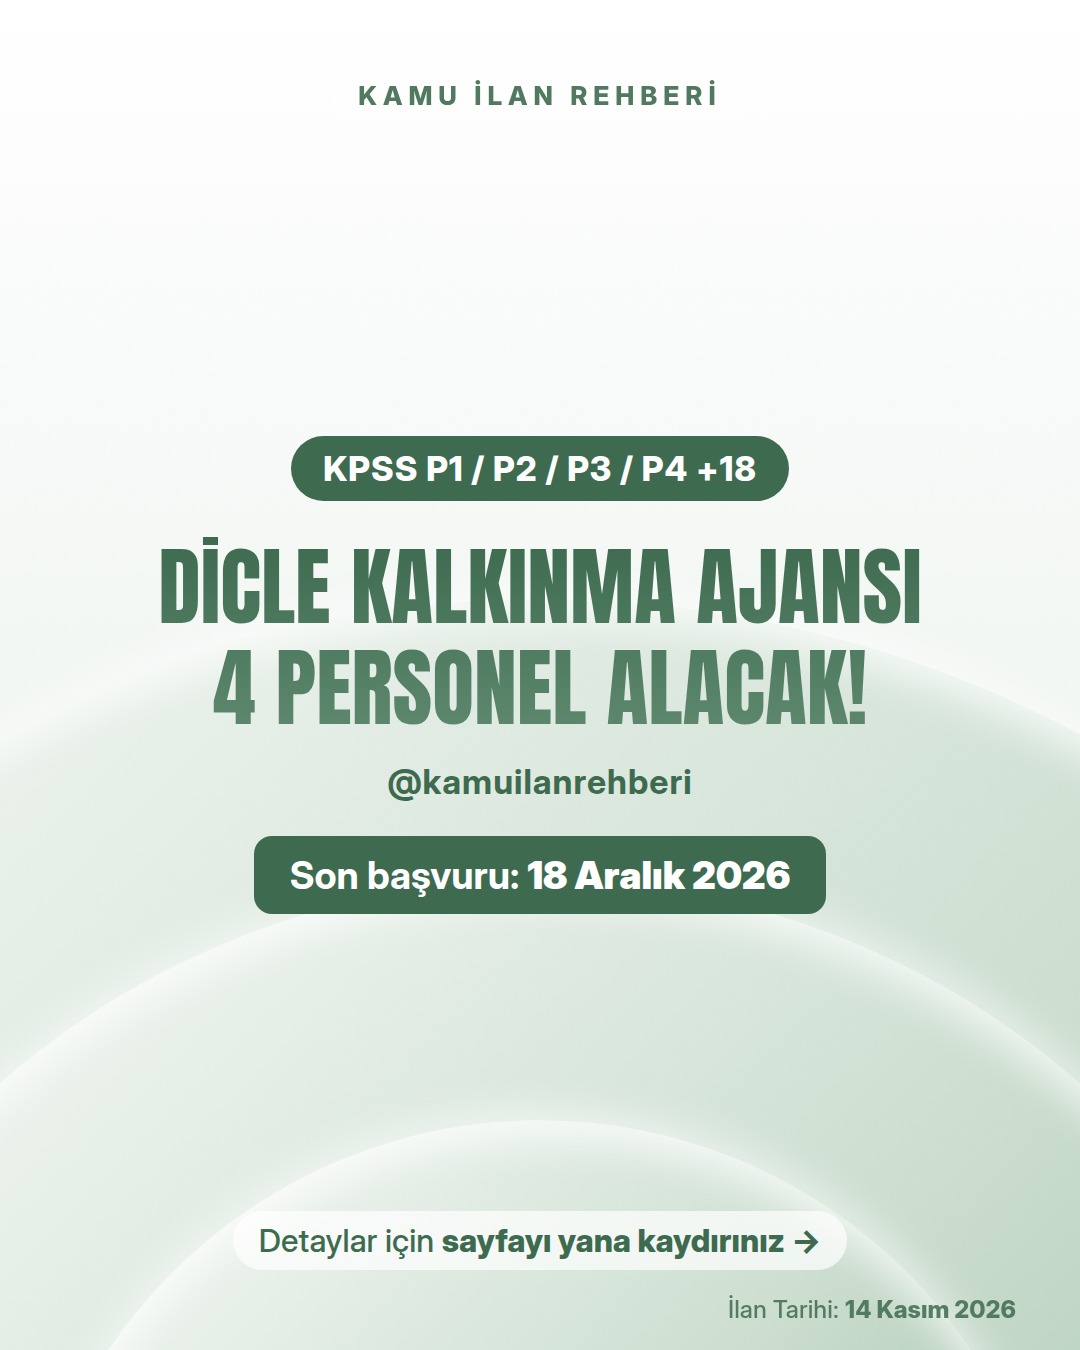 KAMU İLAN REHBERİ
KPSS P1 / P2 / P3 / P4 +18
DİCLE KALKINMA AJANSI
4 PERSONEL ALACAK!
@kamuilanrehberi
Son başvuru: 18 Aralık 2026
Detaylar için sayfayı yana kaydırınız →
İlan Tarihi: 14 Kasım 2026